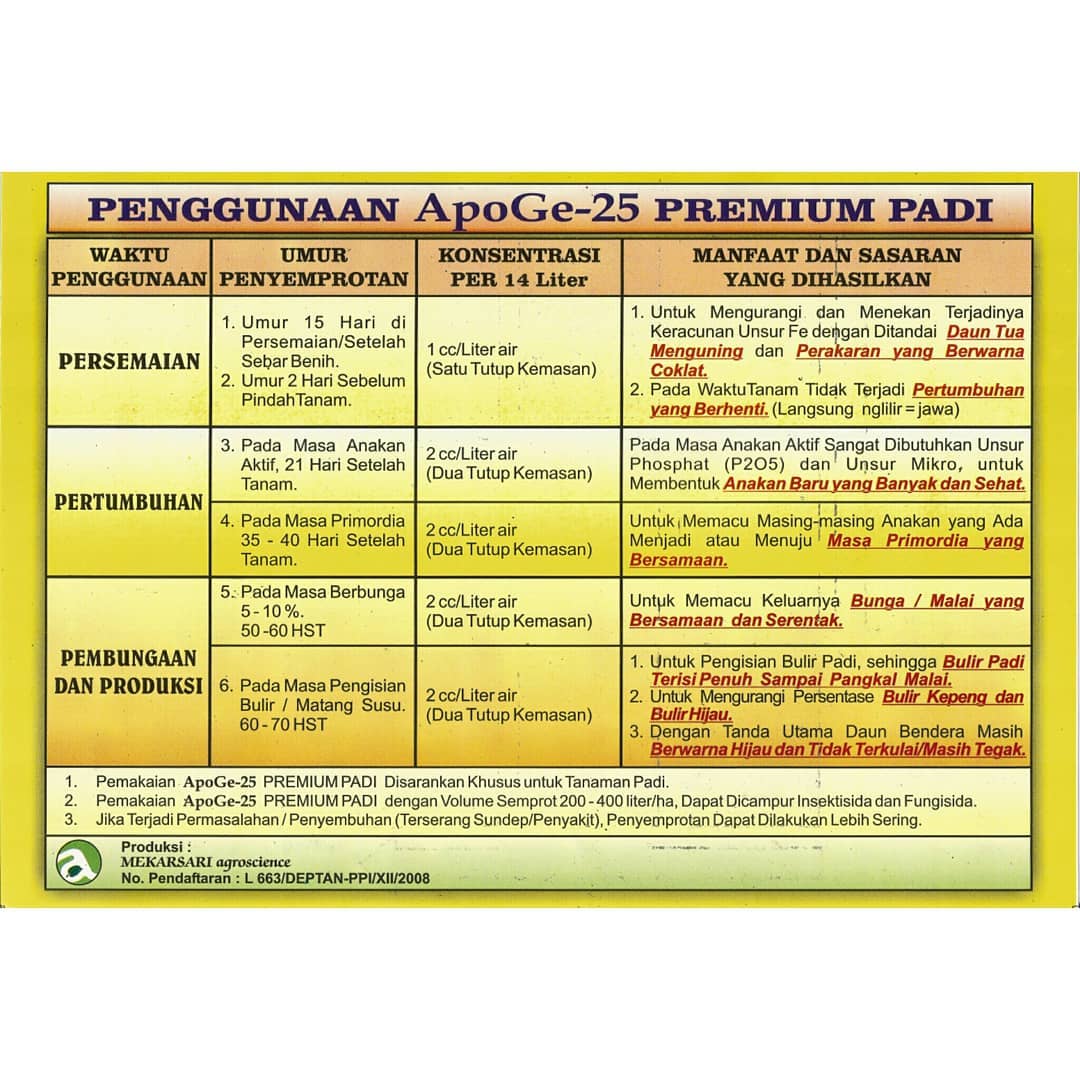 PENGGUNAAN ApoGe-25 PREMIUM PADI
WAKTU
PENGGUNAAN
UMUR
PENYEMPROTAN
KONSENTRASI
PER 14 Liter
MANFAAT DAN SASARAN
YANG DIHASILKAN
PERSEMAIAN
1. Umur 15 Hari di
Persemaian/Setelah
Sebar Benih.
2. Umur 2 Hari Sebelum
PindahTanam.
1 cc/Liter air
(Satu Tutup Kemasan)
1. Untuk Mengurangi dan Menekan Terjadinya
Keracunan Unsur Fe dengan Ditandai Daun Tua
Menguning dan Perakaran yang Berwarna
Coklat.
2. Pada WaktuTanam Tidak Terjadi Pertumbuhan
yang Berhenti. (Langsung nglilir = jawa)
PERTUMBUHAN
3. Pada Masa Anakan
Aktif, 21 Hari Setelah
Tanam.
2 cc/Liter air
(Dua Tutup Kemasan)
Pada Masa Anakan Aktif Sangat Dibutuhkan Unsur
Phosphat (P2O5) dan Unsur Mikro, untuk
Membentuk Anakan Baru yang Banyak dan Sehat.
4. Pada Masa Primordia
35 - 40 Hari Setelah
Tanam.
2 cc/Liter air
(Dua Tutup Kemasan)
Untuk Memacu Masing-masing Anakan yang Ada
Menjadi atau Menuju Masa Primordia yang
Bersamaan.
PEMBUNGAAN
DAN PRODUKSI
5. Pada Masa Berbunga
5 - 10 %.
50 -60 HST
2 cc/Liter air
(Dua Tutup Kemasan)
Untuk Memacu Keluarnya Bunga / Malai yang
Bersamaan dan Serentak.
6. Pada Masa Pengisian
Bulir / Matang Susu.
60 - 70 HST
2 cc/Liter air
(Dua Tutup Kemasan)
1. Untuk Pengisian Bulir Padi, sehingga Bulir Padi
Terisi Penuh Sampai Pangkal Malai.
2. Untuk Mengurangi Persentase Bulir Kepeng dan
Bulir Hijau.
3. Dengan Tanda Utama Daun Bendera Masih
Berwarna Hijau dan Tidak Terkulai/Masih Tegak.
1. Pemakaian ApoGe-25 PREMIUM PADI Disarankan Khusus untuk Tanaman Padi.
2. Pemakaian ApoGe-25 PREMIUM PADI dengan Volume Semprot 200 - 400 liter/ha, Dapat Dicampur Insektisida dan Fungisida.
3. Jika Terjadi Permasalahan / Penyembuhan (Terserang Sundep/Penyakit), Penyemprotan Dapat Dilakukan Lebih Sering.
Produksi :
MEKARSARI agroscience
No. Pendaftaran : L 663/DEPTAN-PPI/XII/2008